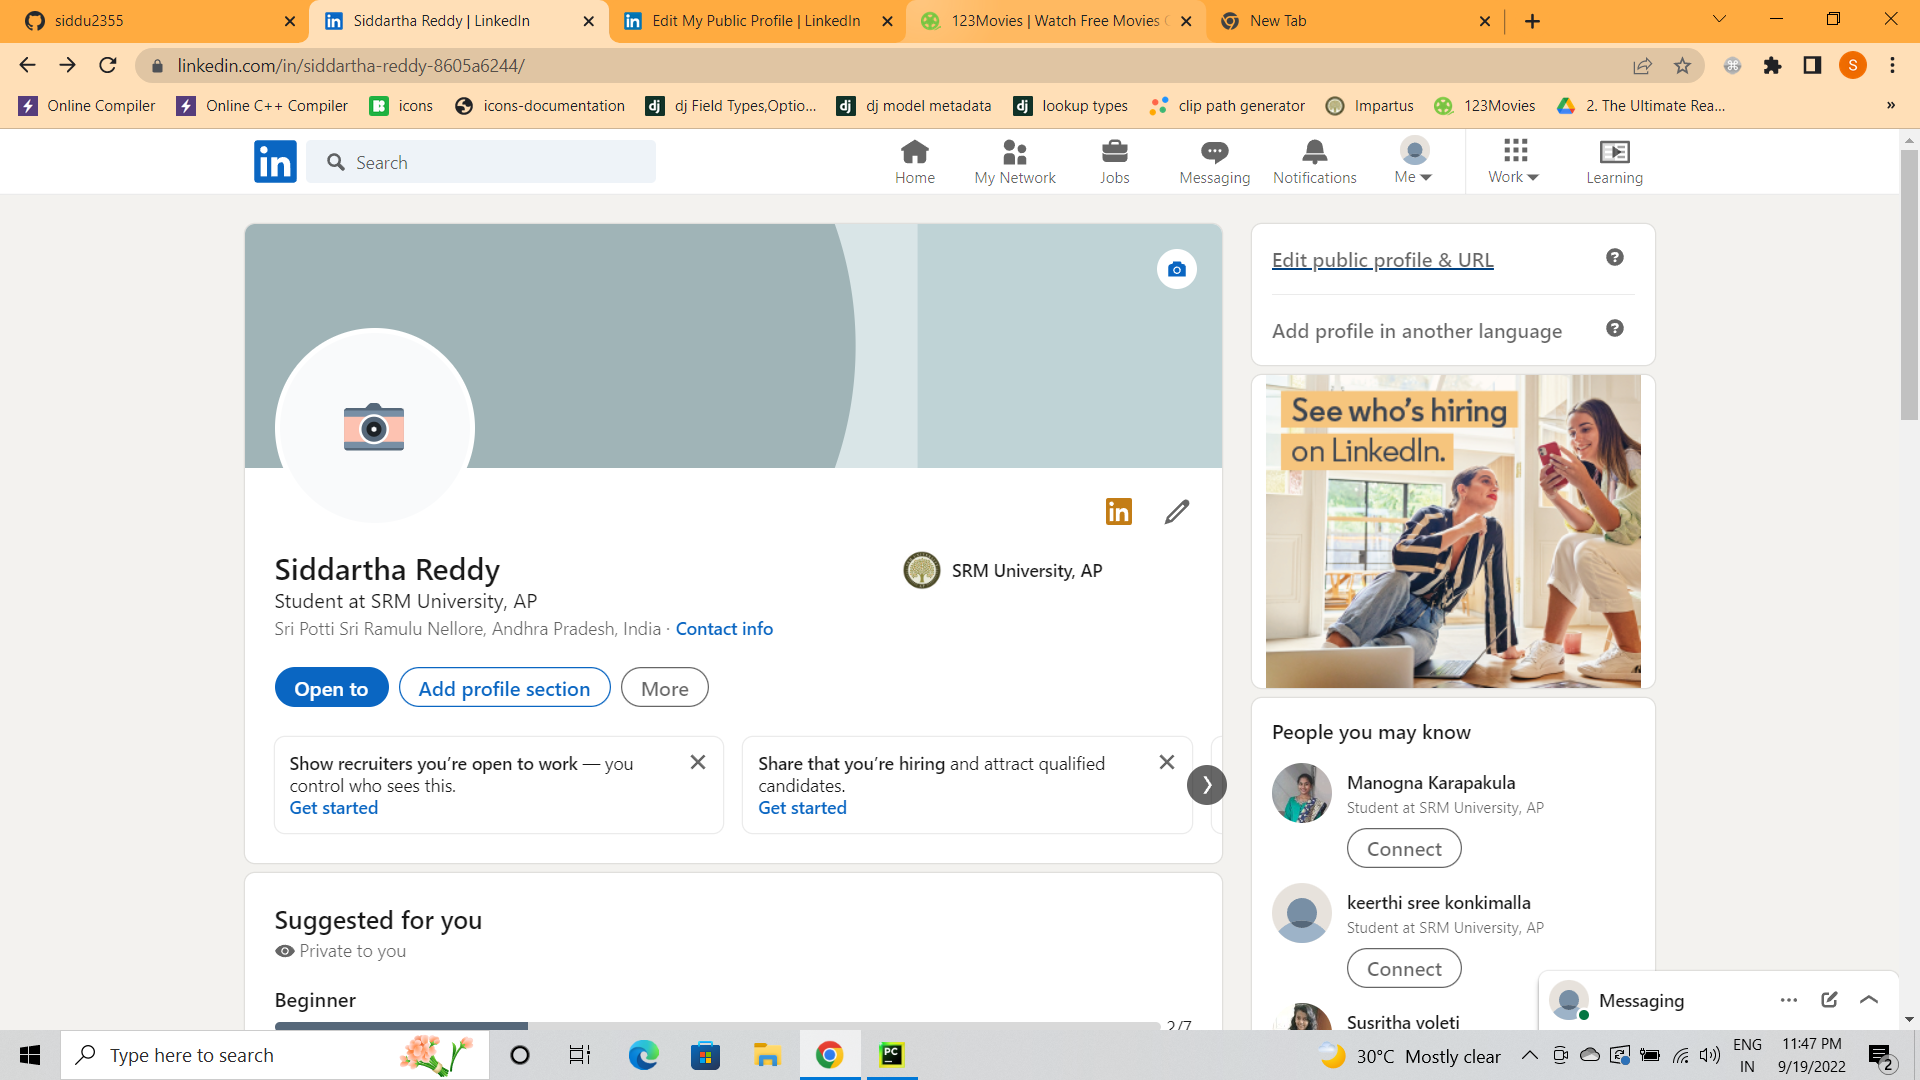 siddu2355
Siddartha Reddy | LinkedIn
Edit My Public Profile | LinkedIn
123Movies | Watch Free Movies
New Tab
linkedin.com/in/siddartha-reddy-8605a6244/
S
Online Compiler
Online C++ Compiler
icons
icons-documentation
dj Field Types,Optio...
dj model metadata
lookup types
clip path generator
Impartus
123Movies
2. The Ultimate Rea...
»
in
Search
Home
My Network
Jobs
Messaging
Notifications
Me
Work
Learning
Edit public profile & URL
Add profile in another language
See who's hiring
on LinkedIn.
in
Siddartha Reddy
SRM University, AP
Student at SRM University, AP
Sri Potti Sri Ramulu Nellore, Andhra Pradesh, India · Contact info
Open to
Add profile section
More
Show recruiters you're open to work — you
control who sees this.
Get started
Share that you're hiring and attract qualified
candidates.
Get started
People you may know
Manogna Karapakula
Student at SRM University, AP
Connect
keerthi sree konkimalla
Student at SRM University, AP
Connect
Susritha voleti
Suggested for you
Private to you
Beginner
2/7
Messaging
Type here to search
PC
30°C Mostly clear
ENG
IN
11:47 PM
9/19/2022
2